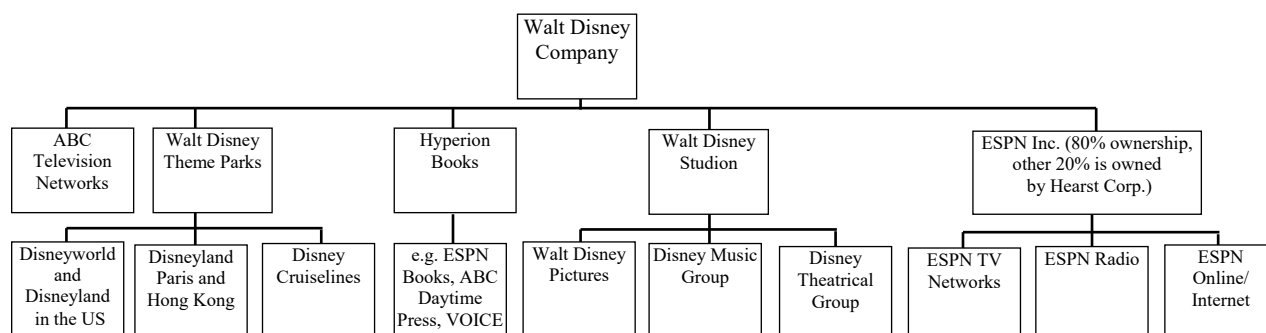 Walt Disney
Company
ABC
Television
Networks
Walt Disney
Theme Parks
Hyperion
Books
Walt Disney
Studion
ESPN Inc. (80% ownership,
other 20% is owned
by Hearst Corp.)
Disneyworld
and
Disneyland
in the US
Disneyland
Paris and
Hong Kong
Disney
Cruiselines
e.g. ESPN
Books, ABC
Daytime
Press, VOICE
Walt Disney
Pictures
Disney Music
Group
Disney
Theatrical
Group
ESPN TV
Networks
ESPN Radio
ESPN
Online/
Internet